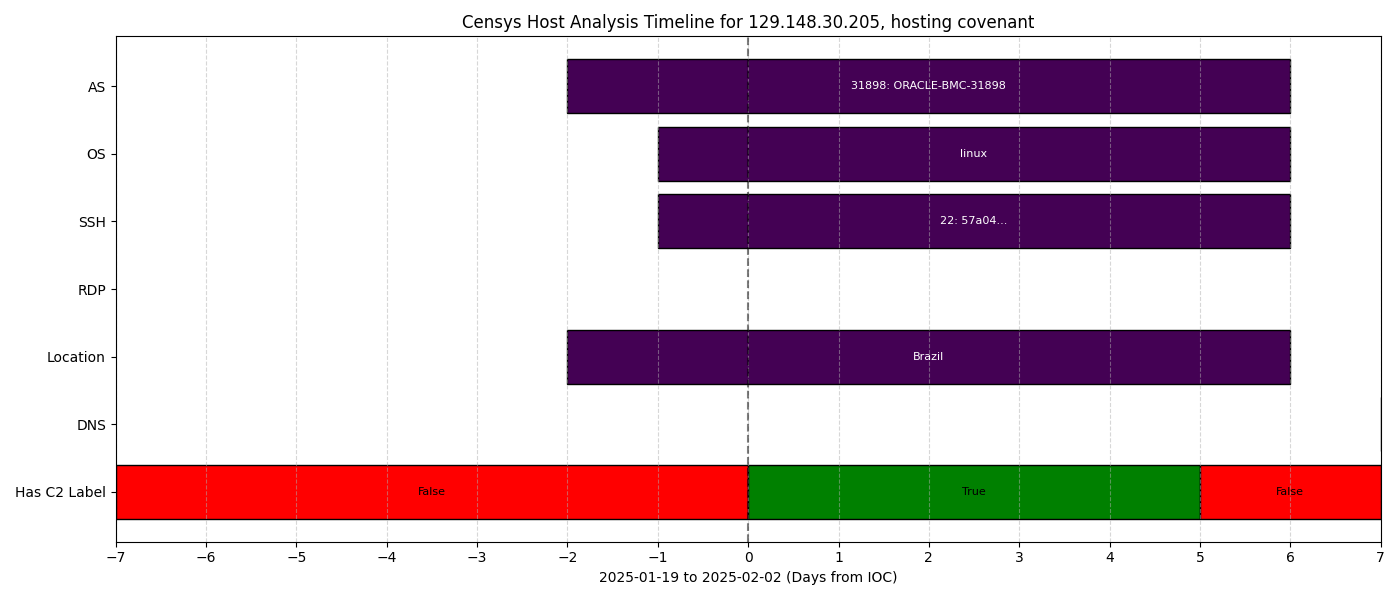 Censys Host Analysis Timeline for 129.148.30.205, hosting covenant
AS
31898: ORACLE-BMC-31898
OS
linux
SSH
22: 57a04...
RDP
Location
Brazil
DNS
Has C2 Label
False
True
False
−7 −6 −5 −4 −3 −2 −1 0 1 2 3 4 5 6 7
2025-01-19 to 2025-02-02 (Days from IOC)